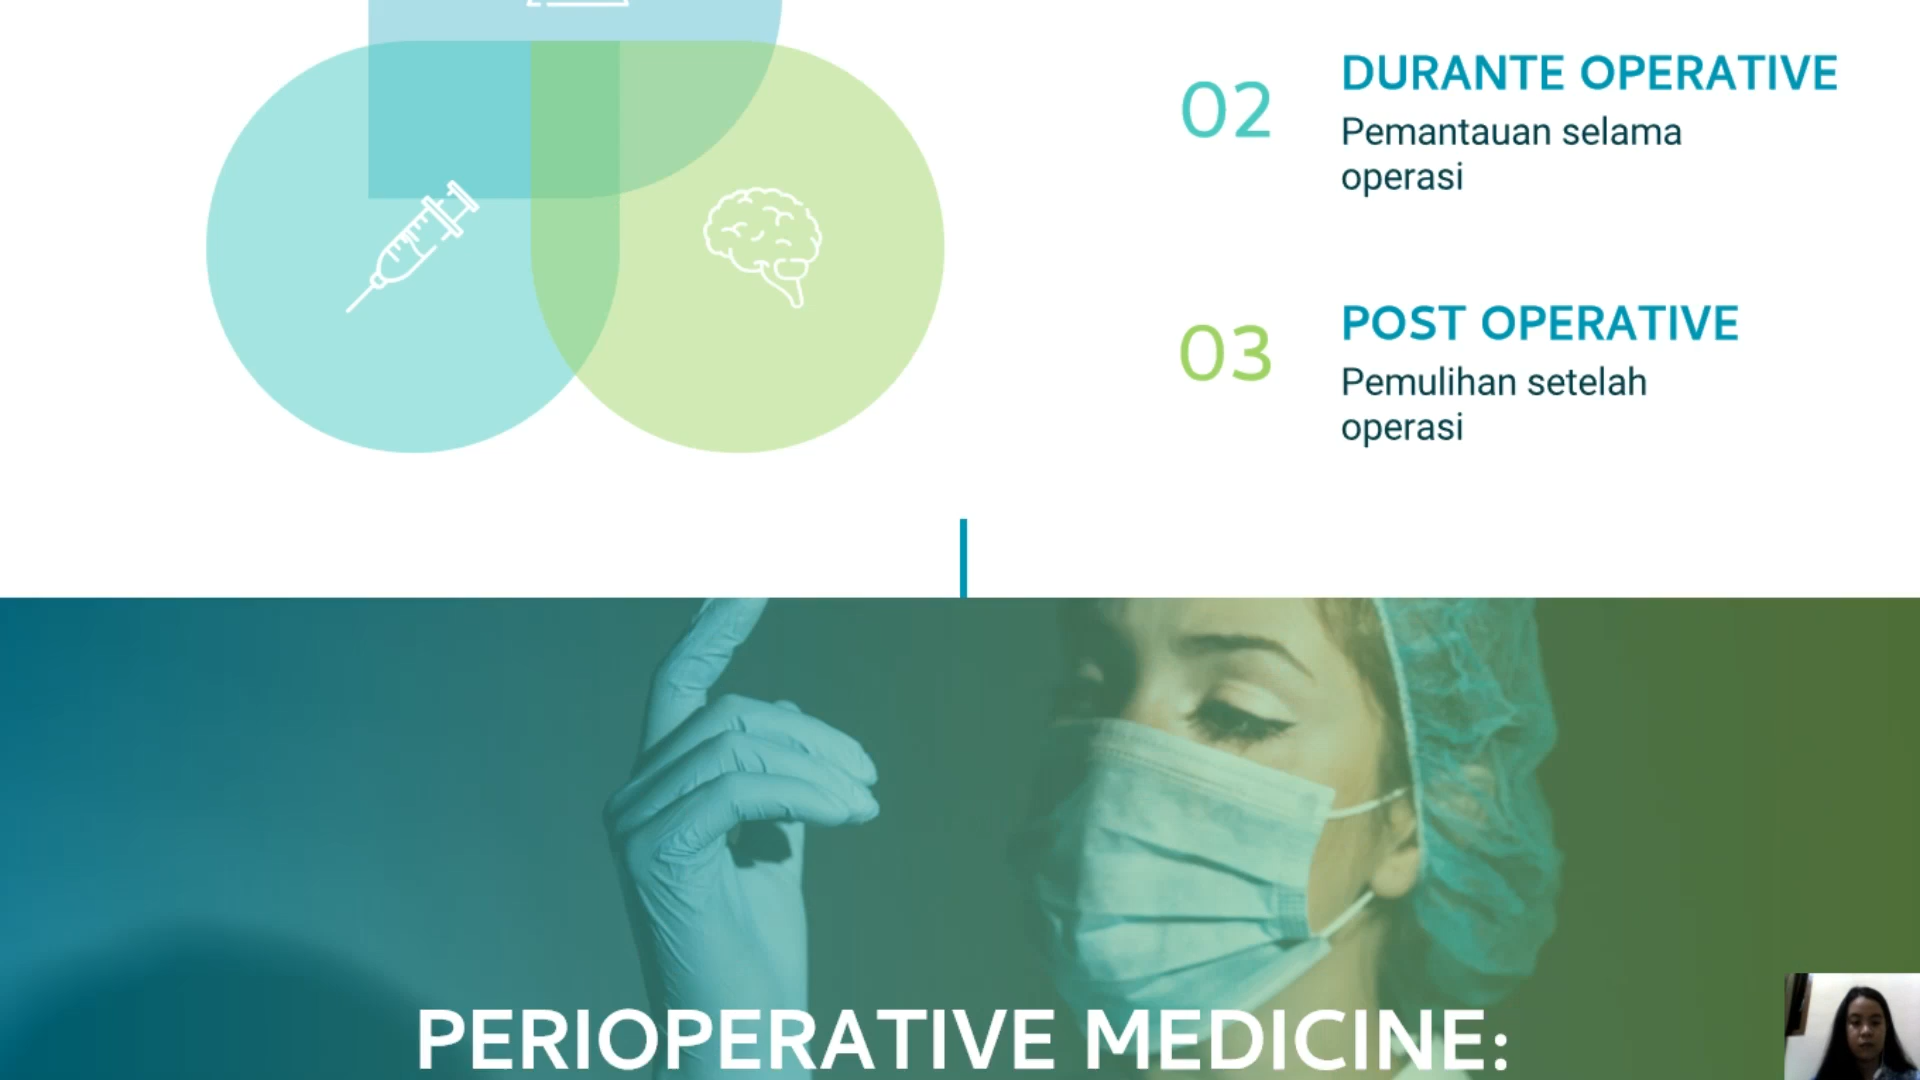 02
DURANTE OPERATIVE
Pemantauan selama
operasi
03
POST OPERATIVE
Pemulihan setelah
operasi
PERIOPERATIVE MEDICINE: